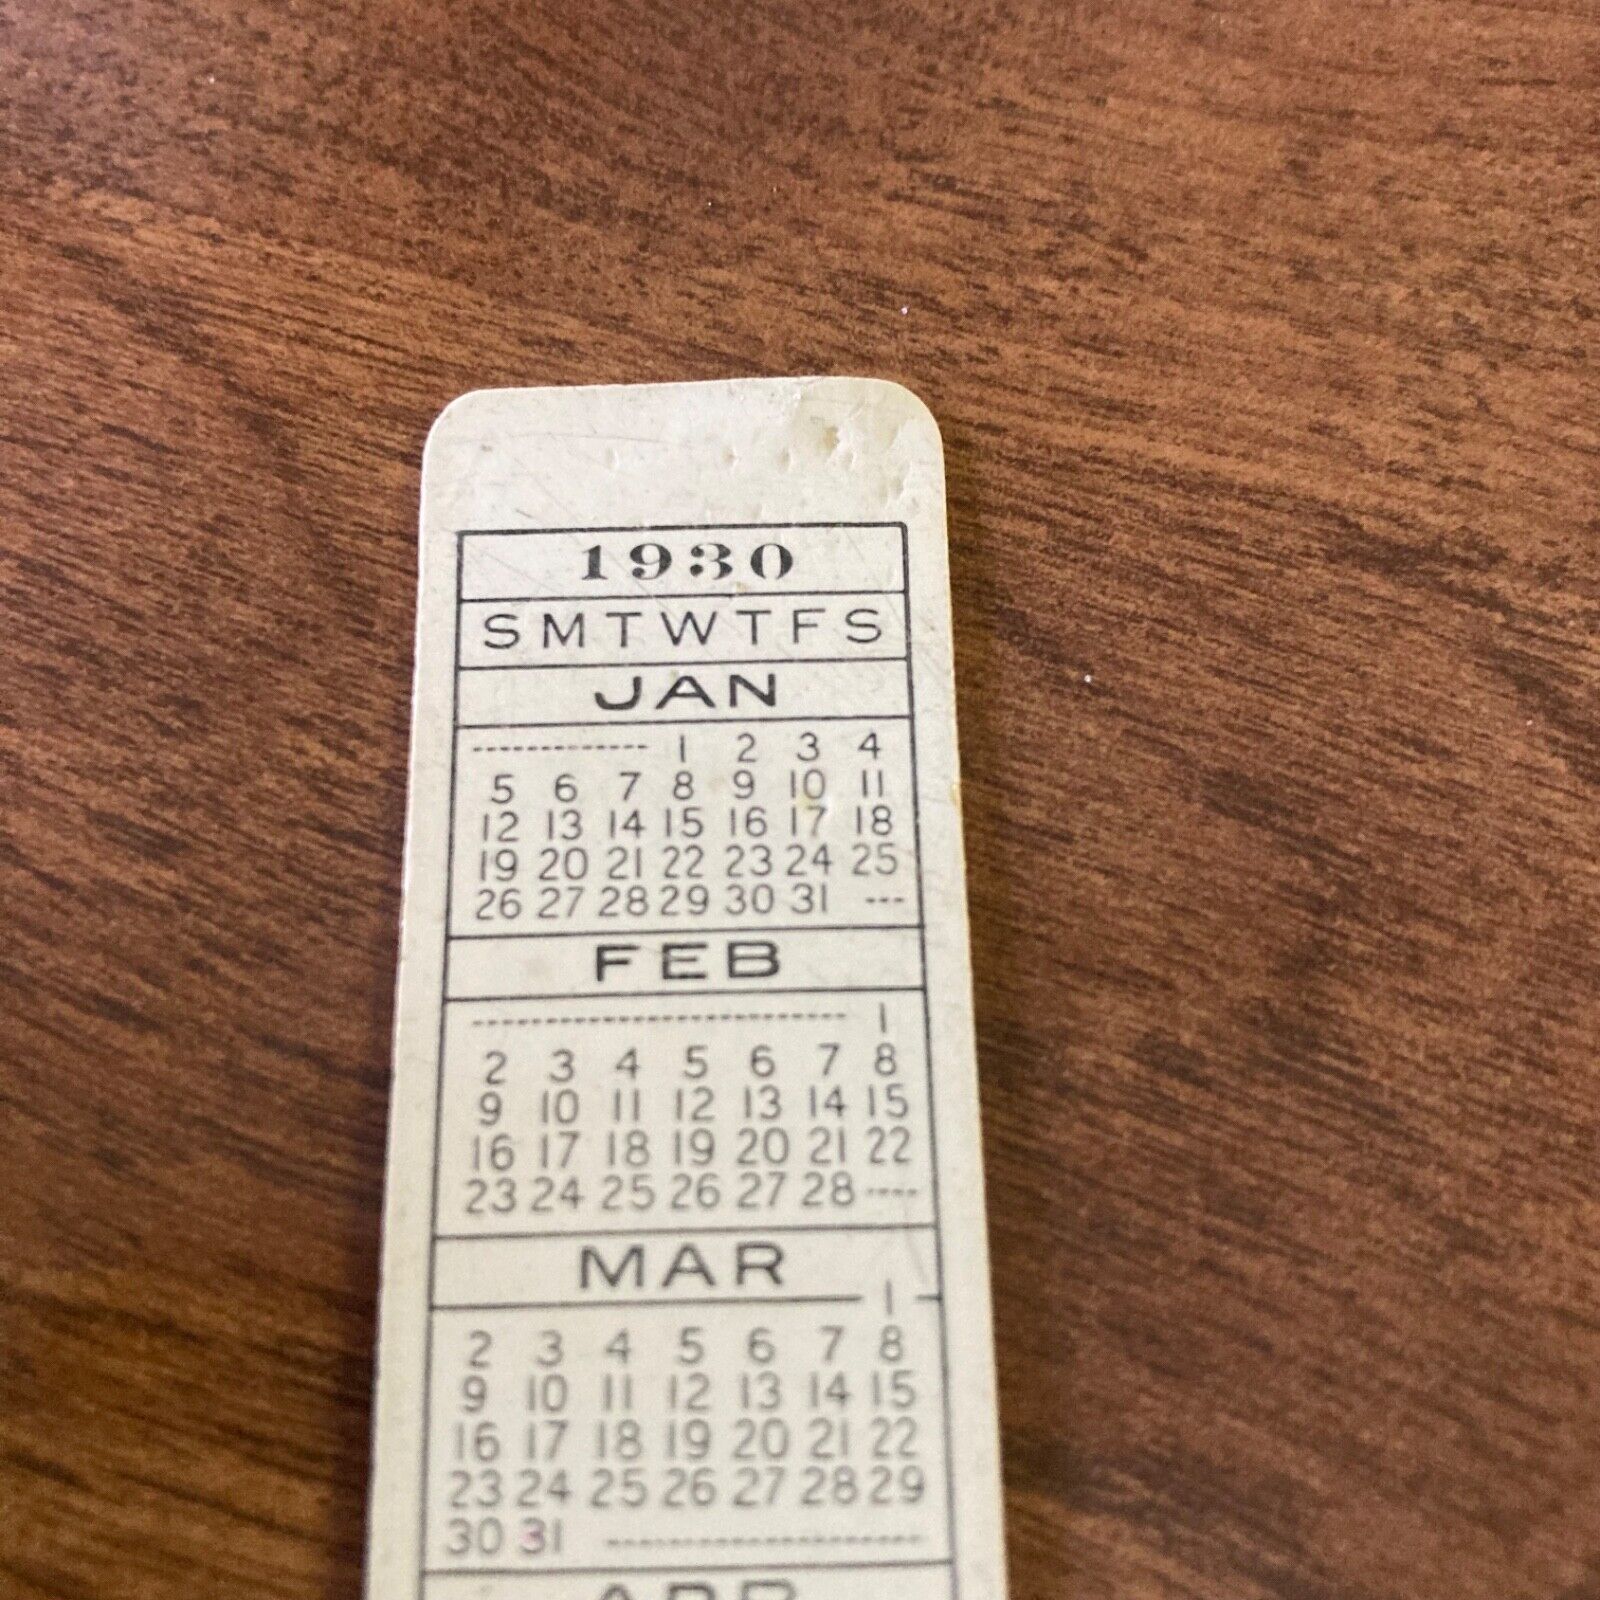 1930
S M T W T F S
JAN
------------- 1 2 3 4
5 6 7 8 9 10 11
12 13 14 15 16 17 18
19 20 21 22 23 24 25
26 27 28 29 30 31 ---
FEB
---------------------------- 1
2 3 4 5 6 7 8
9 10 11 12 13 14 15
16 17 18 19 20 21 22
23 24 25 26 27 28 ----
MAR
1
2 3 4 5 6 7 8
9 10 11 12 13 14 15
16 17 18 19 20 21 22
23 24 25 26 27 28 29
30 31 ------------------------
APR